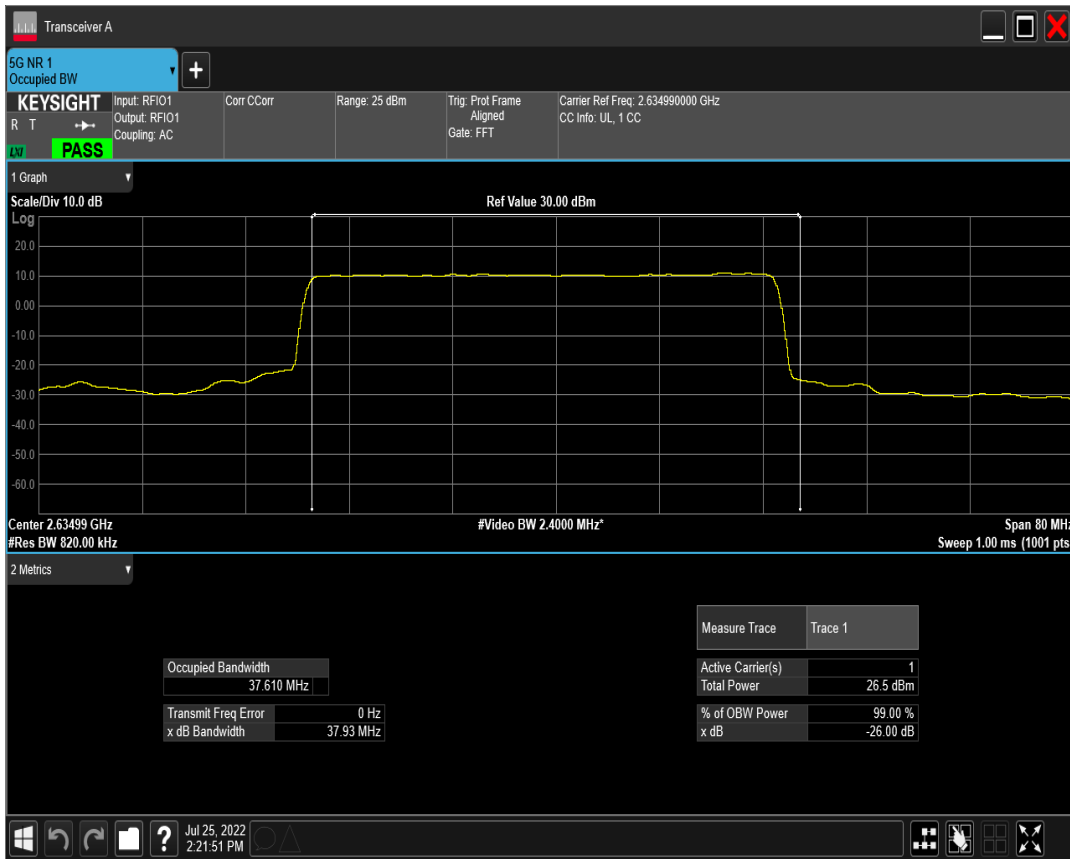 Transceiver A
5G NR 1
Occupied BW
+
KEYSIGHT
R T
LXI
PASS
Input: RFIO1
Output: RFIO1
Coupling: AC
Corr CCorr
Range: 25 dBm
Trig: Prot Frame
Aligned
Gate: FFT
Carrier Ref Freq: 2.634990000 GHz
CC Info: UL, 1 CC
1 Graph
Scale/Div 10.0 dB
Ref Value 30.00 dBm
Log
20.0
10.0
0.00
-10.0
-20.0
-30.0
-40.0
-50.0
-60.0
Center 2.63499 GHz
#Video BW 2.4000 MHz*
Span 80 MHz
#Res BW 820.00 kHz
Sweep 1.00 ms (1001 pts
2 Metrics
Measure Trace Trace 1
Occupied Bandwidth
37.610 MHz
Active Carrier(s) 1
Total Power 26.5 dBm
Transmit Freq Error 0 Hz
x dB Bandwidth 37.93 MHz
% of OBW Power 99.00 %
x dB -26.00 dB
?
Jul 25, 2022
2:21:51 PM